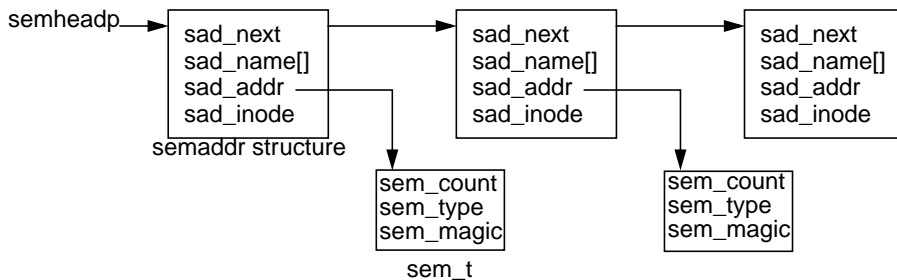 semheadp
sad_next
sad_name[]
sad_addr
sad_inode
semaddr structure
sad_next
sad_name[]
sad_addr
sad_inode
sad_next
sad_name[]
sad_addr
sad_inode
sem_count
sem_type
sem_magic
sem_t
sem_count
sem_type
sem_magic